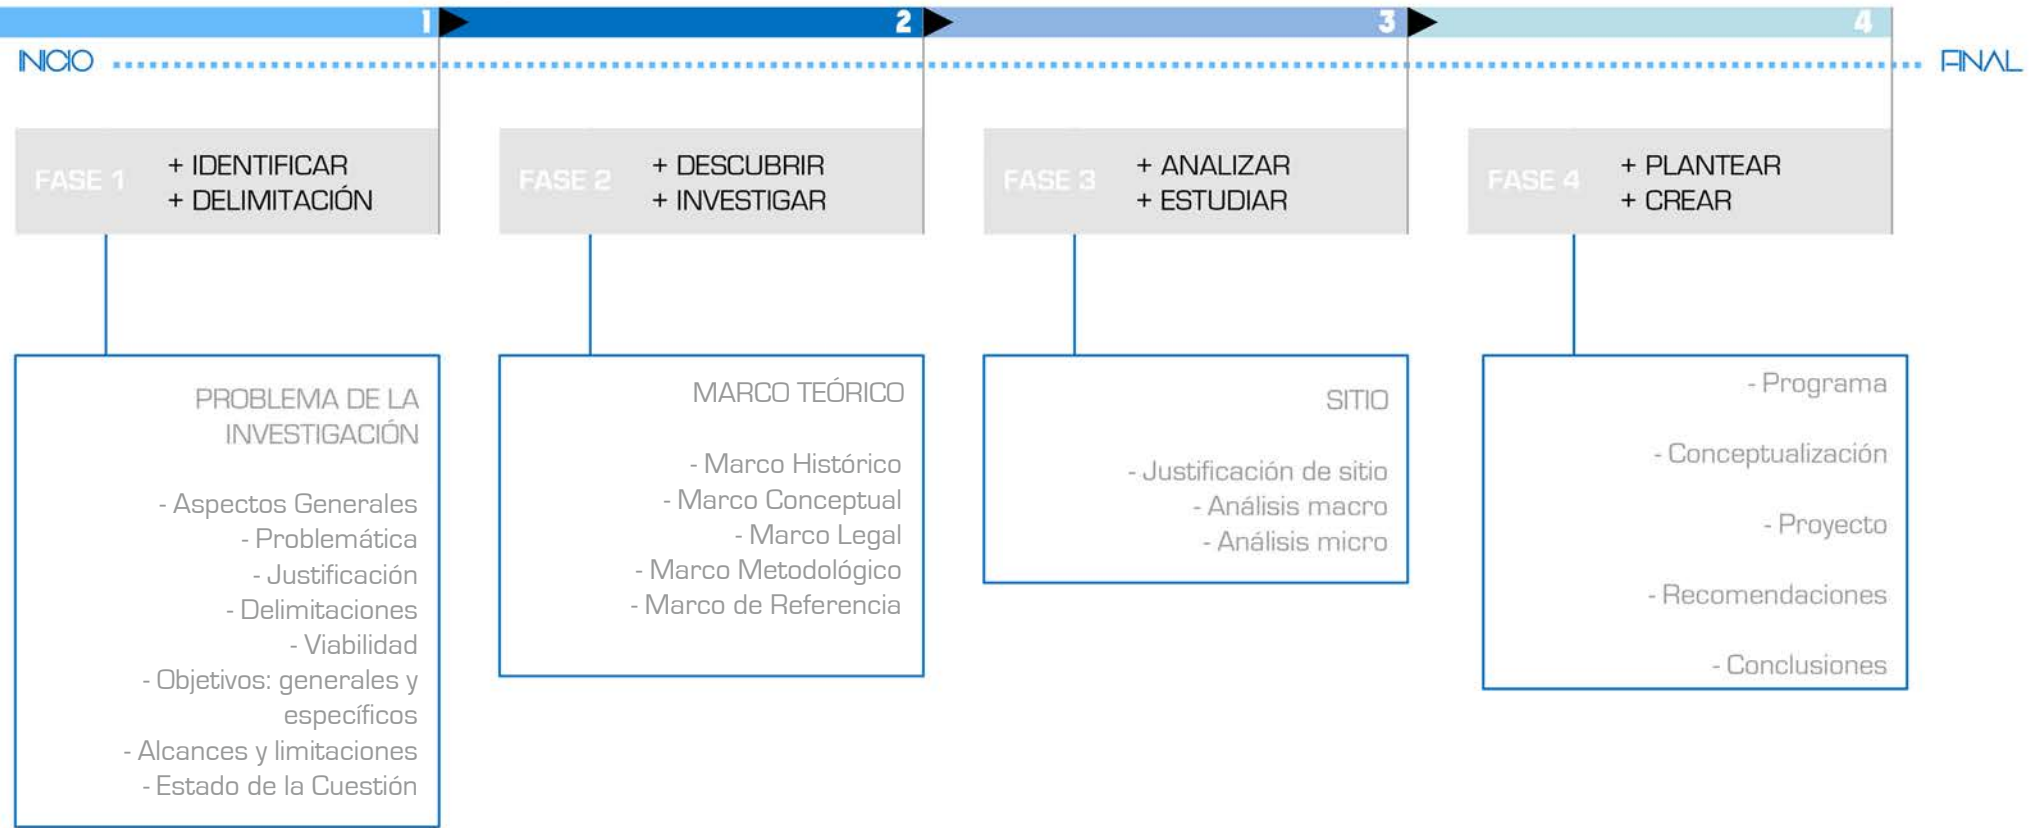 1
2
3
4
INICIO
FINAL
FASE 1
+ IDENTIFICAR
+ DELIMITACIÓN
FASE 2
+ DESCUBRIR
+ INVESTIGAR
FASE 3
+ ANALIZAR
+ ESTUDIAR
FASE 4
+ PLANTEAR
+ CREAR
PROBLEMA DE LA
INVESTIGACIÓN
- Aspectos Generales
- Problemática
- Justificación
- Delimitaciones
- Viabilidad
- Objetivos: generales y
específicos
- Alcances y limitaciones
- Estado de la Cuestión
MARCO TEÓRICO
- Marco Histórico
- Marco Conceptual
- Marco Legal
- Marco Metodológico
- Marco de Referencia
SITIO
- Justificación de sitio
- Análisis macro
- Análisis micro
- Programa
- Conceptualización
- Proyecto
- Recomendaciones
- Conclusiones